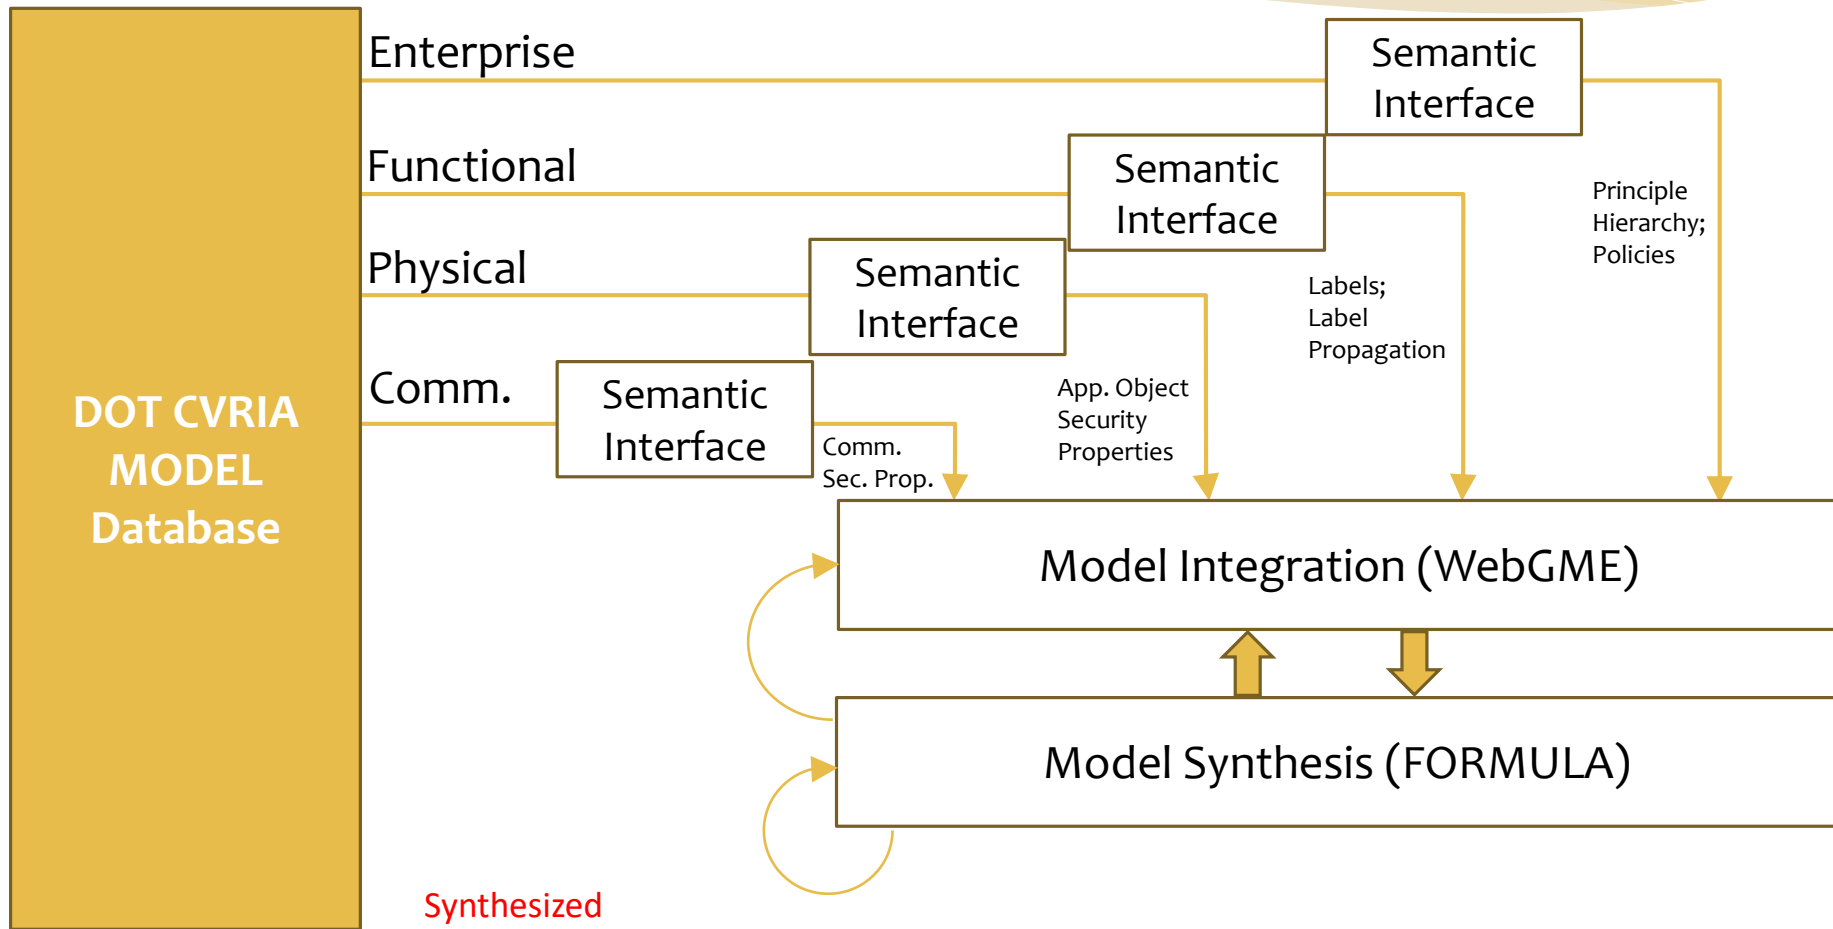 Enterprise
Semantic
Interface
Functional
Semantic
Interface
Principle
Hierarchy;
Policies
Physical
Semantic
Interface
Labels;
Label
Propagation
Comm.
Semantic
Interface
App. Object
Security
Properties
Comm.
Sec. Prop.
DOT CVRIA
MODEL
Database
Model Integration (WebGME)
Model Synthesis (FORMULA)
Synthesized